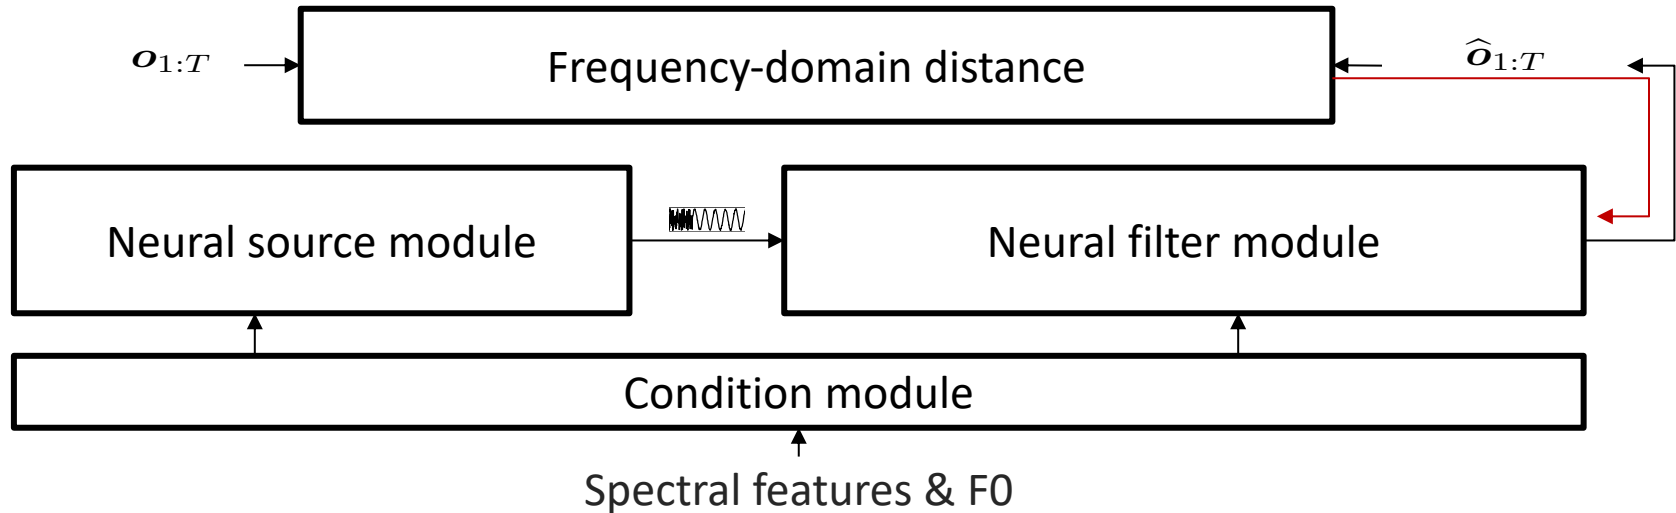 𝒐1:T
Frequency-domain distance
𝒐̂1:T
Neural source module
Neural filter module
Condition module
Spectral features & F0